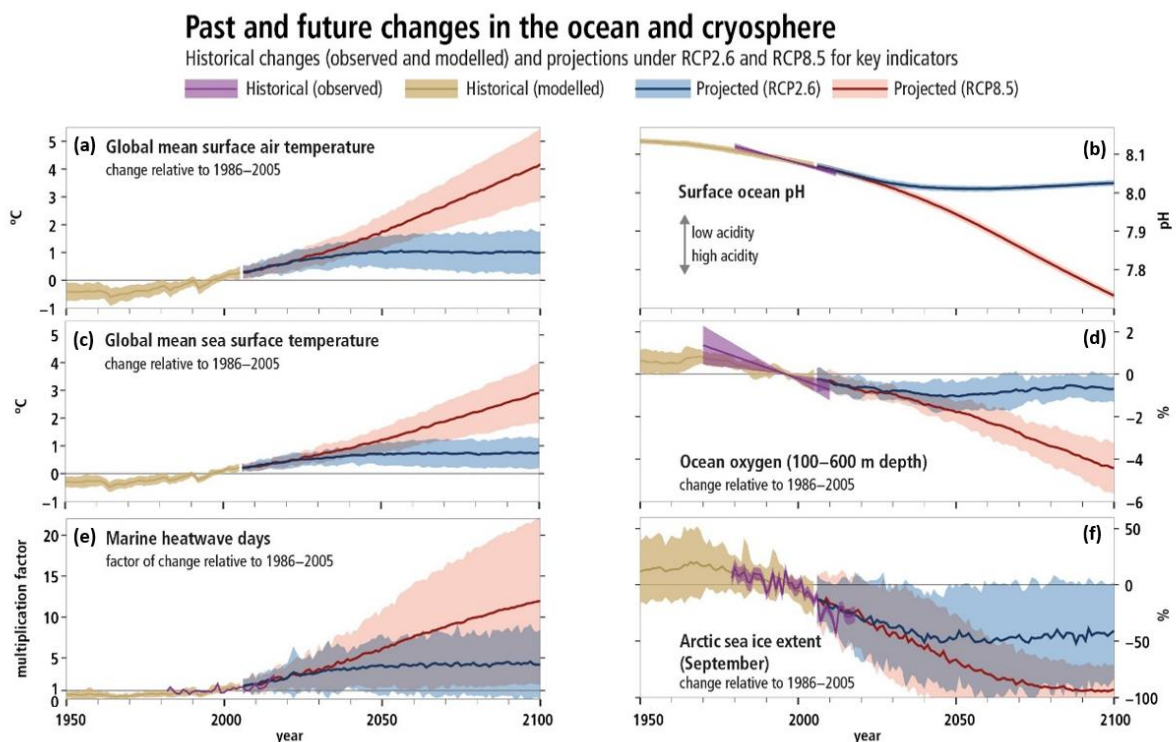 Past and future changes in the ocean and cryosphere
Historical changes (observed and modelled) and projections under RCP2.6 and RCP8.5 for key indicators
Historical (observed) Historical (modelled) Projected (RCP2.6) Projected (RCP8.5)
(a) Global mean surface air temperature
change relative to 1986–2005
ºC
5
4
3
2
1
0
−1
(b)
Surface ocean pH
low acidity
high acidity
8.1
8.0
7.9
7.8
pH
(c) Global mean sea surface temperature
change relative to 1986–2005
ºC
5
4
3
2
1
0
−1
(d)
Ocean oxygen (100–600 m depth)
change relative to 1986–2005
2
0
−2
−4
−6
%
(e) Marine heatwave days
factor of change relative to 1986–2005
multiplication factor
20
15
10
5
1
0
1950 2000 2050 2100
year
(f)
Arctic sea ice extent
(September)
change relative to 1986–2005
50
0
−50
−100
%
1950 2000 2050 2100
year